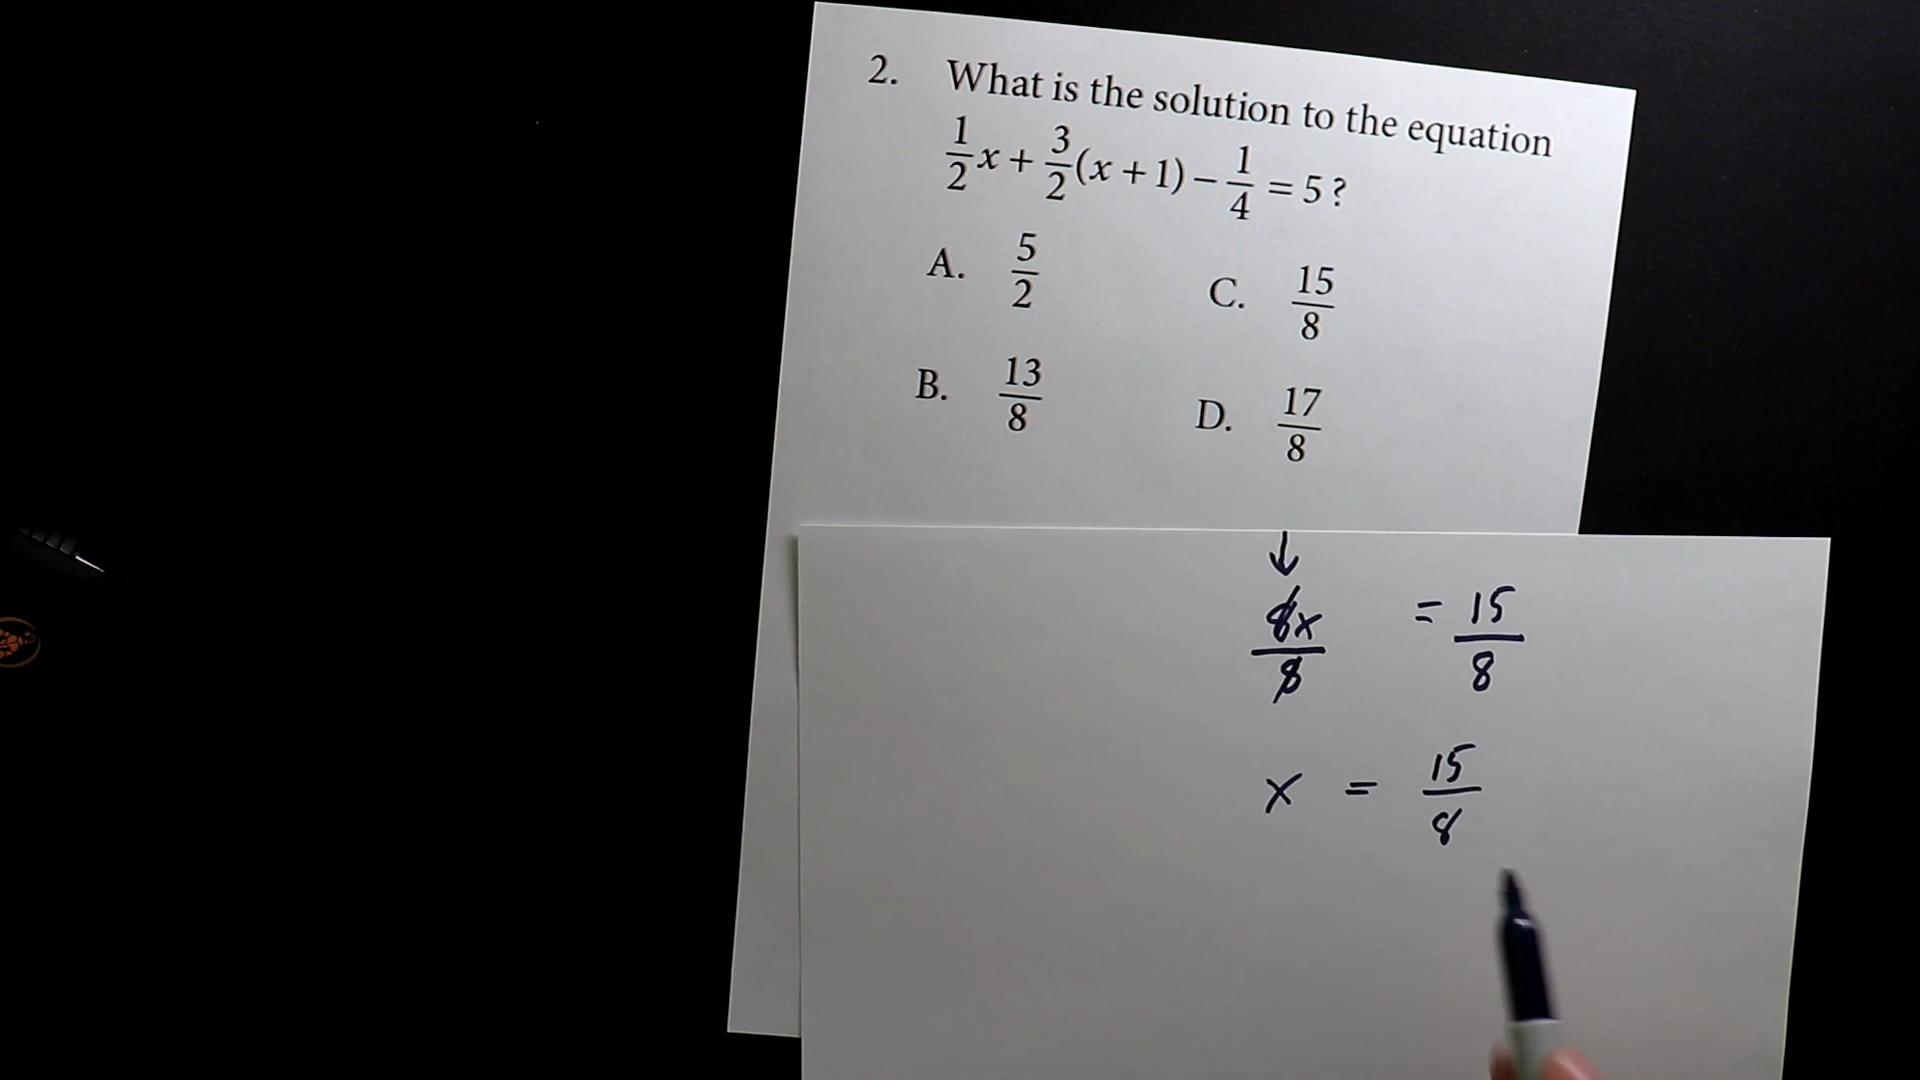 2. What is the solution to the equation
1/2 x + 3/2 (x + 1) − 1/4 = 5 ?
A. 5/2 C. 15/8
B. 13/8 D. 17/8
↓
8x/8 = 15/8
x = 15/8